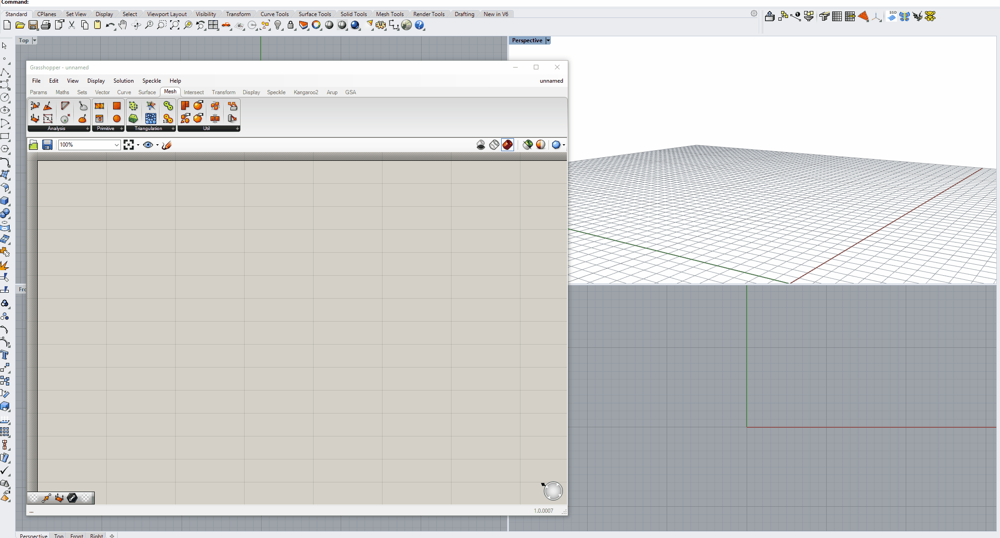 Command:
Standard CPlanes Set View Display Select Viewport Layout Visibility Transform Curve Tools Surface Tools Solid Tools Mesh Tools Render Tools Drafting New in V6
SSD
Top
Perspective
Grasshopper - unnamed
File Edit View Display Solution Speckle Help unnamed
Params Maths Sets Vector Curve Surface Mesh Intersect Transform Display Speckle Kangaroo2 Arup GSA
Analysis Primitive Triangulation Util
100%
Fro
... 1.0.0007
Perspective Top Front Right